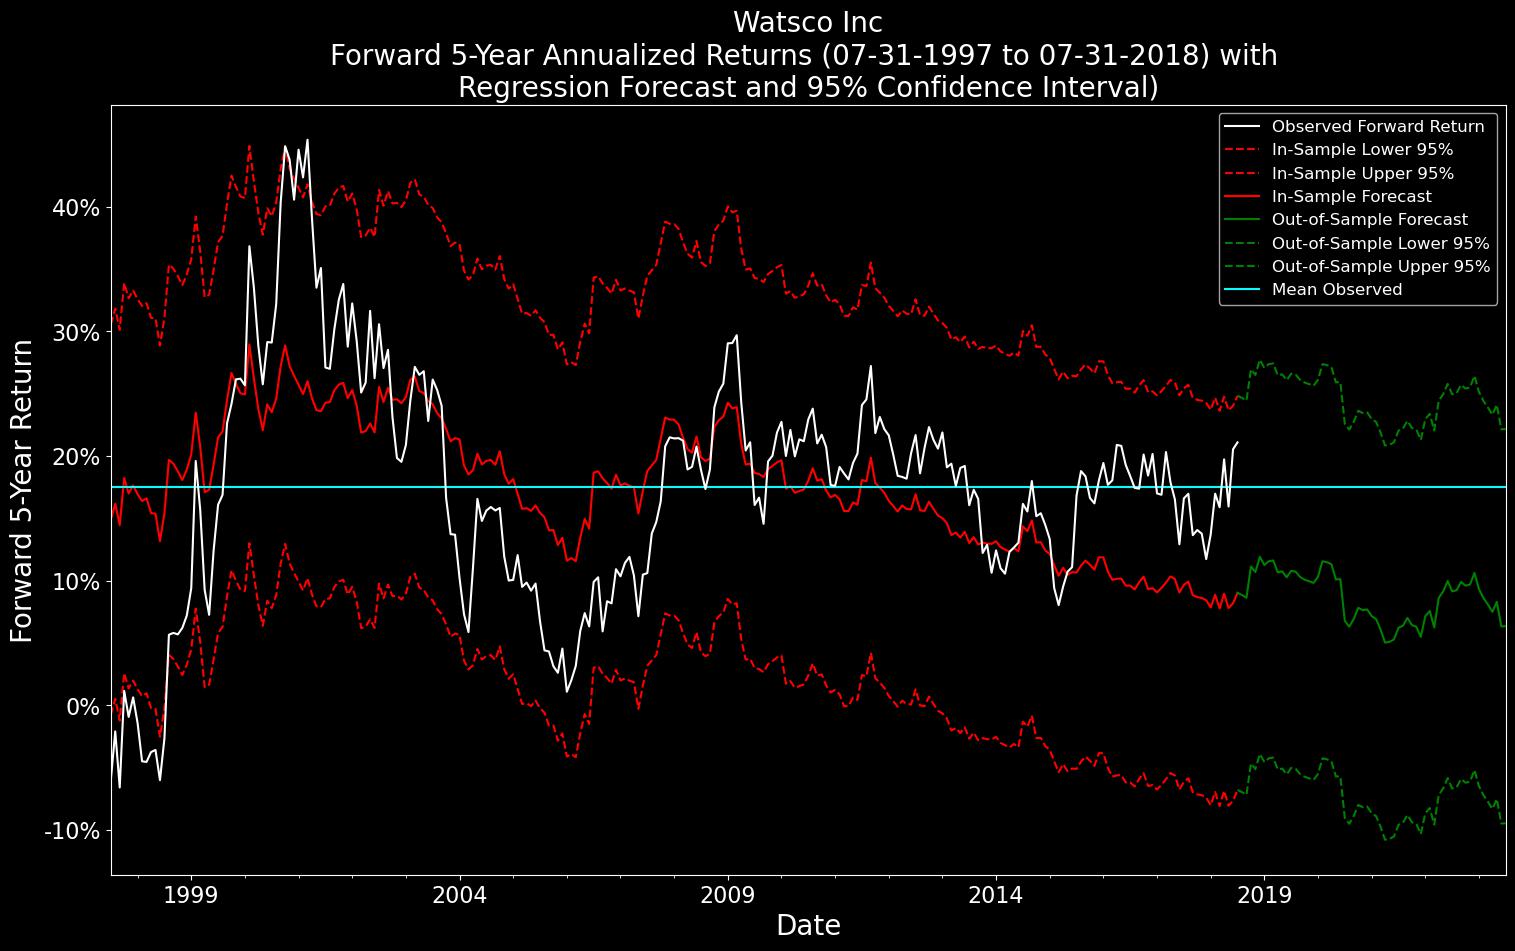 Watsco Inc
Forward 5-Year Annualized Returns (07-31-1997 to 07-31-2018) with
Regression Forecast and 95% Confidence Interval)
Observed Forward Return
In-Sample Lower 95%
In-Sample Upper 95%
In-Sample Forecast
Out-of-Sample Forecast
Out-of-Sample Lower 95%
Out-of-Sample Upper 95%
Mean Observed
Forward 5-Year Return
40%
30%
20%
10%
0%
-10%
1999
2004
2009
2014
2019
Date